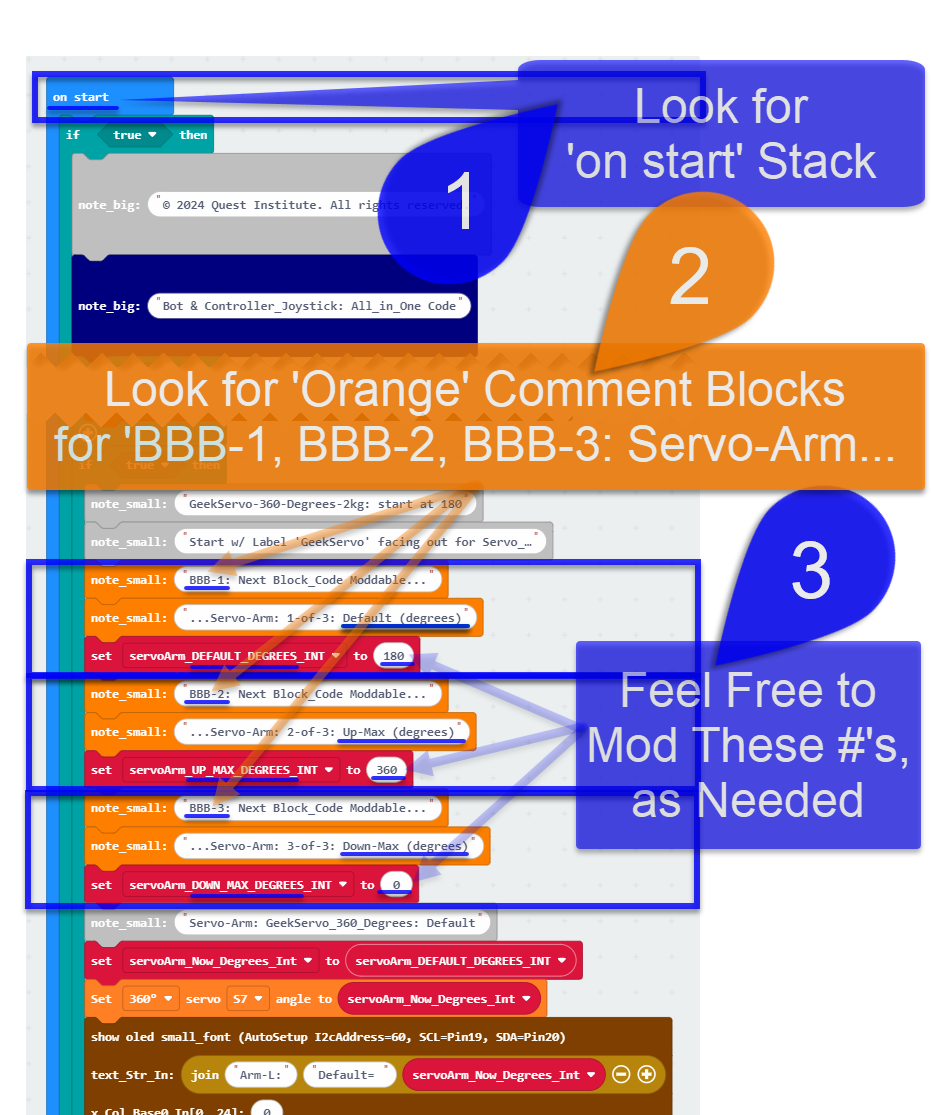 on start
Look for
'on start' Stack
if true then
1
note_big: "© 2024 Quest Institute. All rights reserved."
2
note_big: "Bot & Controller_Joystick: All_in_One Code"
Look for 'Orange' Comment Blocks
for 'BBB-1, BBB-2, BBB-3: Servo-Arm...
if true then
note_small: "GeekServo-360-Degrees-2kg: start at 180"
note_small: "Start w/ Label 'GeekServo' facing out for Servo_…"
3
note_small: "BBB-1: Next Block_Code Moddable..."
note_small: "...Servo-Arm: 1-of-3: Default (degrees)"
set servoArm_DEFAULT_DEGREES_INT to 180
Feel Free to
Mod These #'s,
as Needed
note_small: "BBB-2: Next Block_Code Moddable..."
note_small: "...Servo-Arm: 2-of-3: Up-Max (degrees)"
set servoArm_UP_MAX_DEGREES_INT to 360
note_small: "BBB-3: Next Block_Code Moddable..."
note_small: "...Servo-Arm: 3-of-3: Down-Max (degrees)"
set servoArm_DOWN_MAX_DEGREES_INT to 0
note_small: "Servo-Arm: GeekServo_360_Degrees: Default"
set servoArm_Now_Degrees_Int to servoArm_DEFAULT_DEGREES_INT
Set 360° servo S7 angle to servoArm_Now_Degrees_Int
show oled small_font (AutoSetup I2cAddress=60, SCL=Pin19, SDA=Pin20)
text_Str_In: join "Arm-L:" "Default= " servoArm_Now_Degrees_Int
x_Col_Base0_In[0..24]: 0